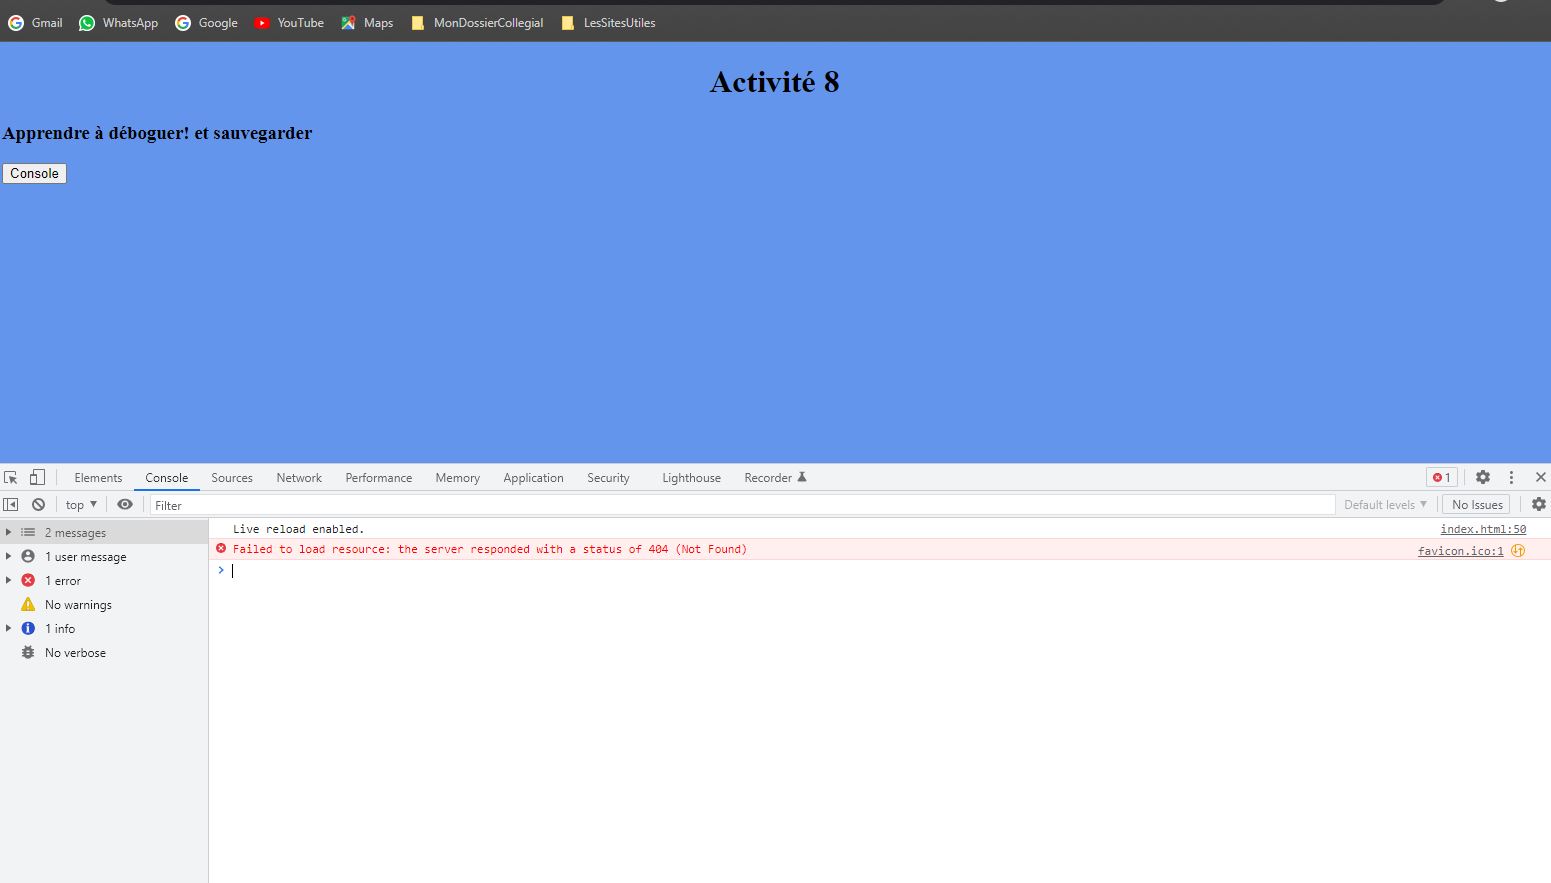 Gmail WhatsApp Google YouTube Maps MonDossierCollegial LesSitesUtiles
Activité 8
Apprendre à déboguer! et sauvegarder
Console
Elements Console Sources Network Performance Memory Application Security Lighthouse Recorder 1
top ▼ Filter Default levels ▼ No Issues
2 messages
1 user message
1 error
No warnings
1 info
No verbose
Live reload enabled. index.html:50
Failed to load resource: the server responded with a status of 404 (Not Found) favicon.ico:1
>